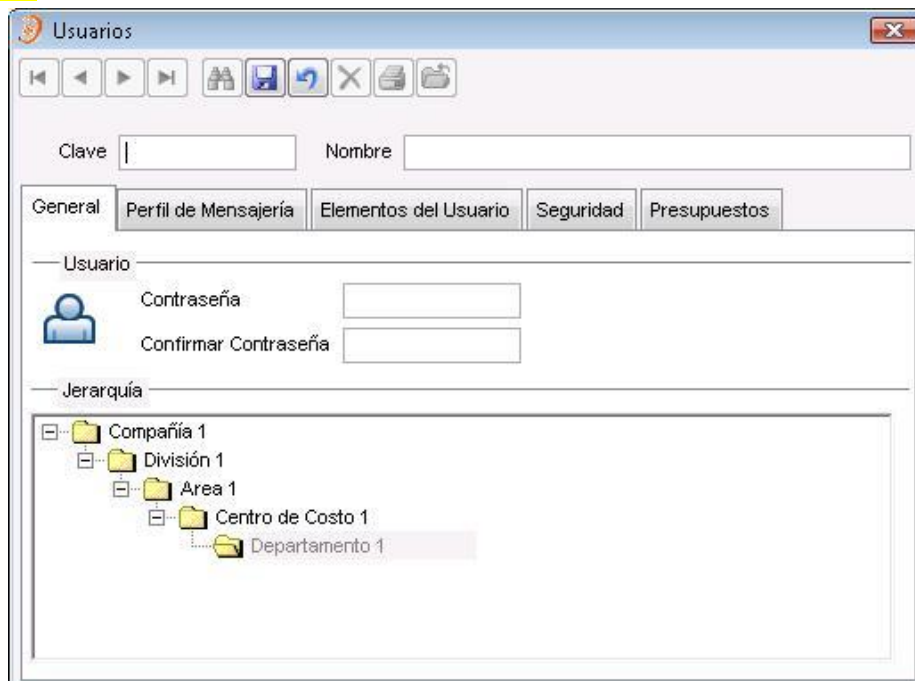 Usuarios
Clave Nombre
General Perfil de Mensajería Elementos del Usuario Seguridad Presupuestos
Usuario
Contraseña
Confirmar Contraseña
Jerarquía
Compañía 1
División 1
Area 1
Centro de Costo 1
Departamento 1